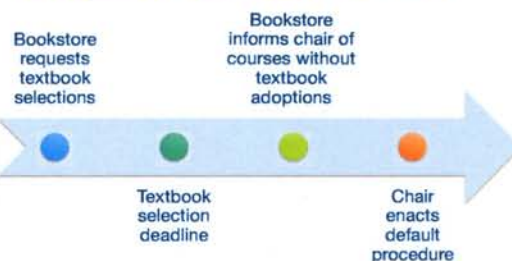 Bookstore
requests
textbook
selections
Textbook
selection
deadline
Bookstore
informs chair of
courses without
textbook
adoptions
Chair
enacts
default
procedure